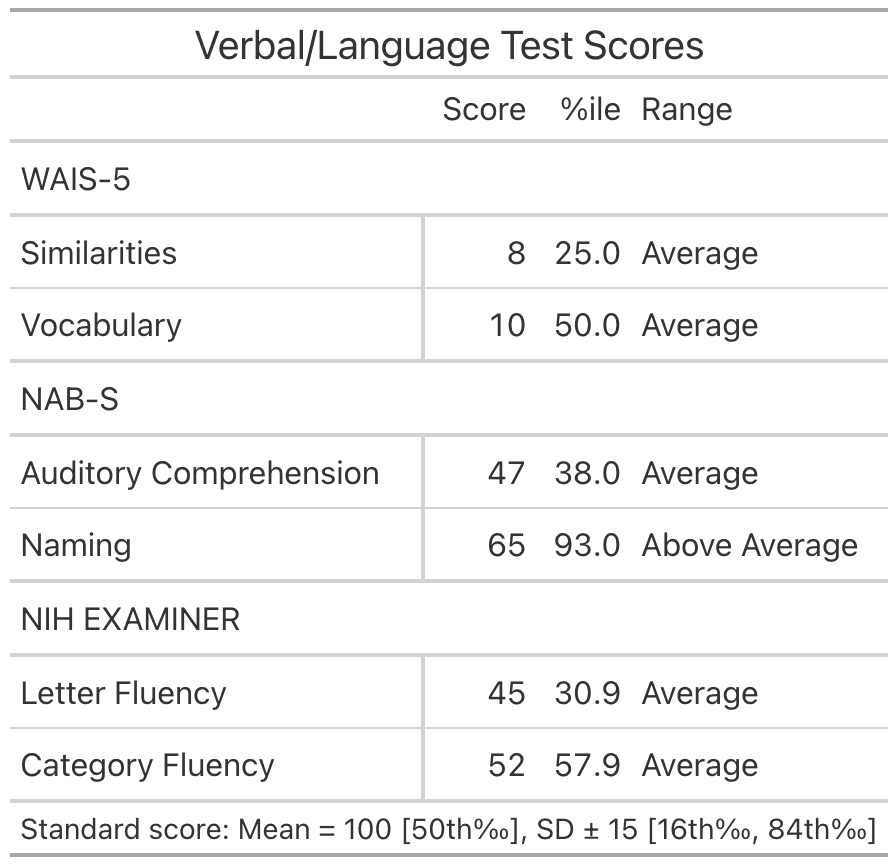 Verbal/Language Test Scores
Score %ile Range
WAIS-5
Similarities 8 25.0 Average
Vocabulary 10 50.0 Average
NAB-S
Auditory Comprehension 47 38.0 Average
Naming 65 93.0 Above Average
NIH EXAMINER
Letter Fluency 45 30.9 Average
Category Fluency 52 57.9 Average
Standard score: Mean = 100 [50th‰], SD ± 15 [16th‰, 84th‰]